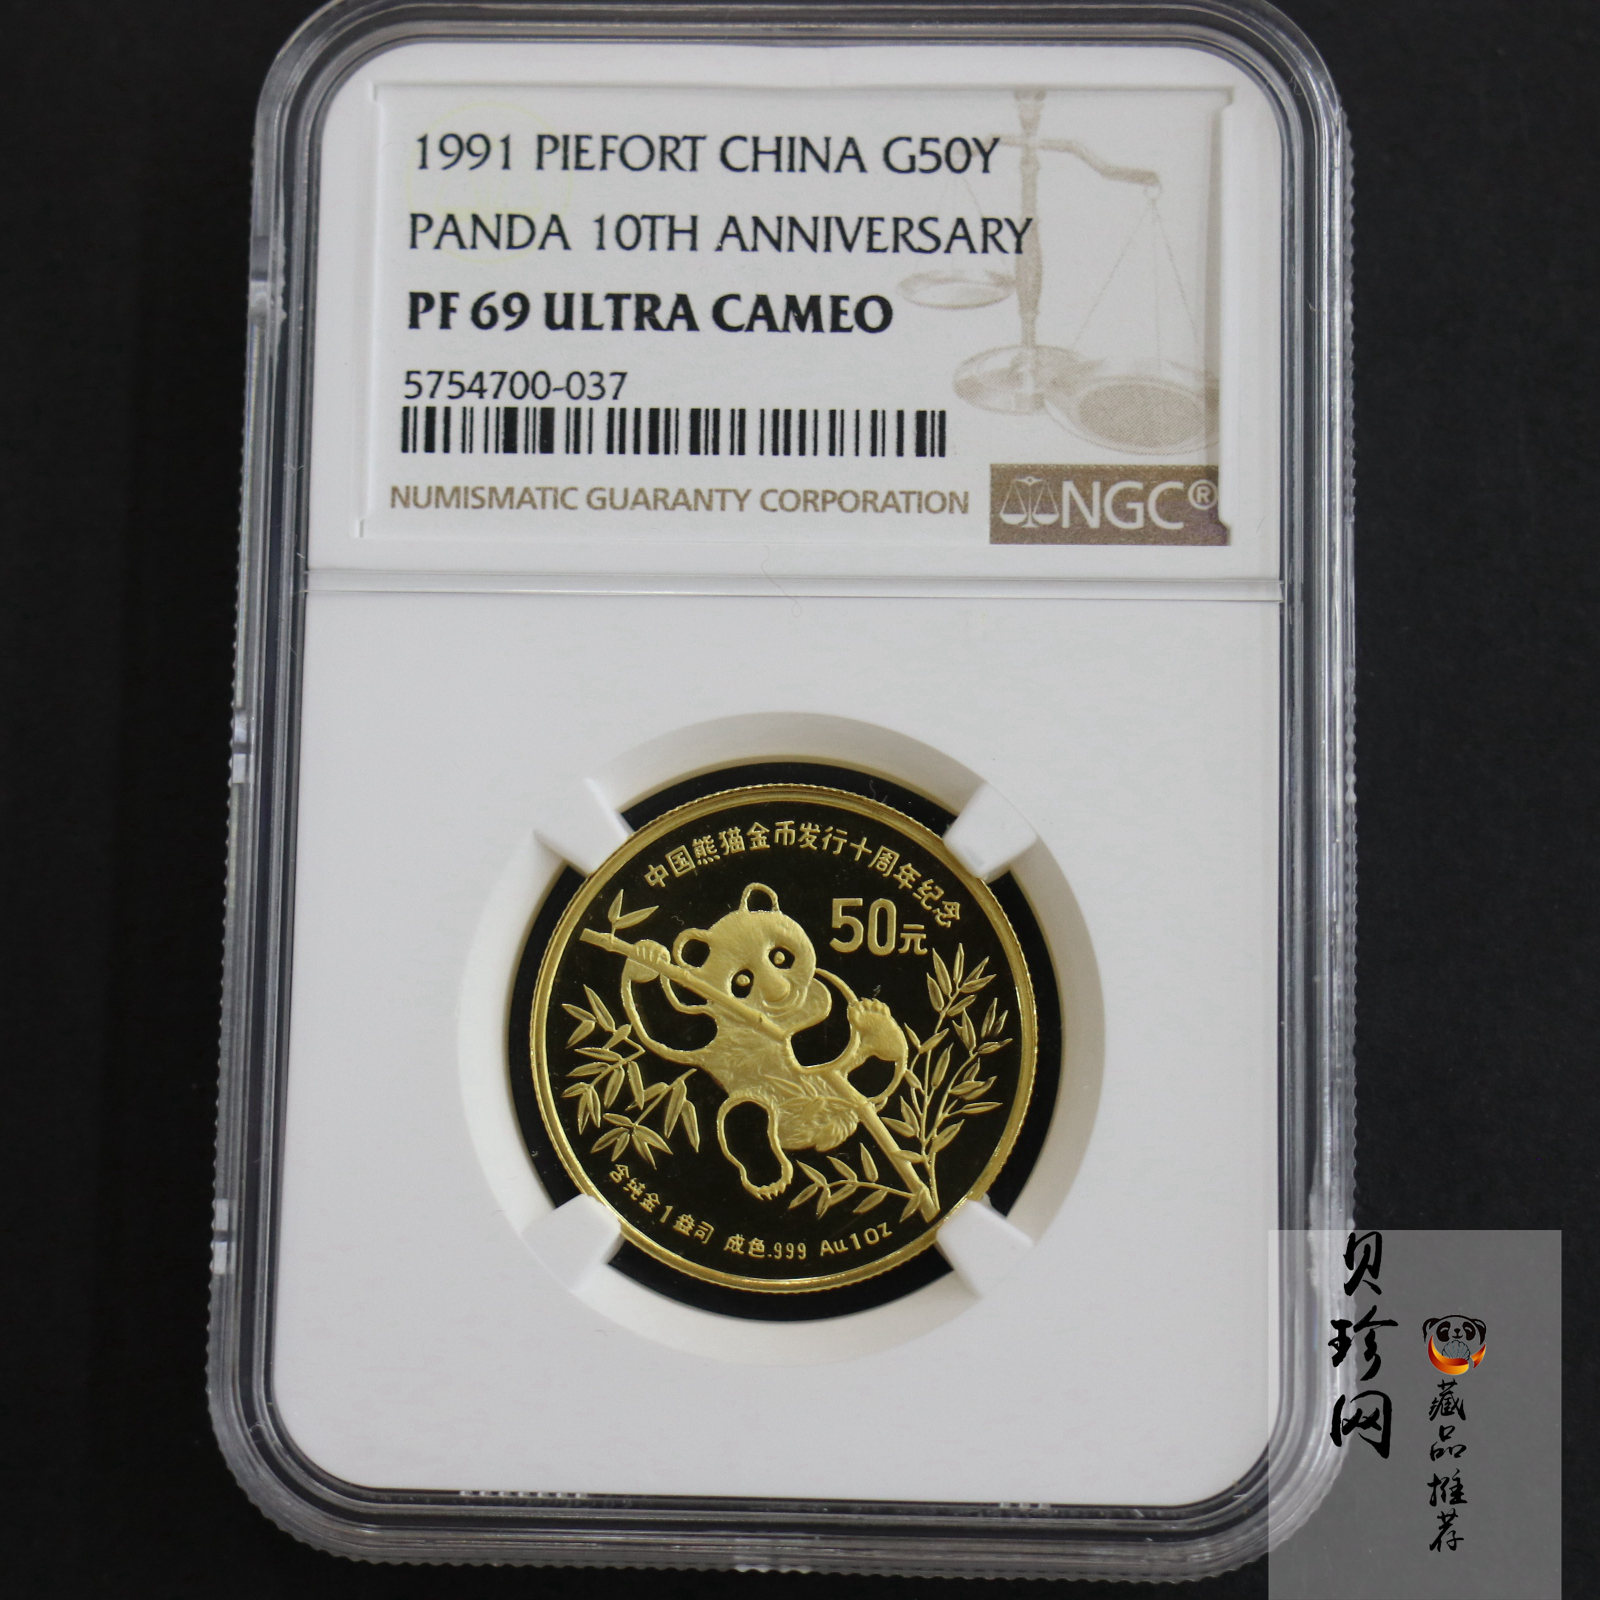 1991 PIEFORT CHINA G50Y
PANDA 10TH ANNIVERSARY
PF 69 ULTRA CAMEO
5754700-037
NUMISMATIC GUARANTY CORPORATION
NGC®
中国熊猫金币发行十周年纪念
50元
含纯金1盎司 成色.999 Au1oz
贝珍网
藏品推荐